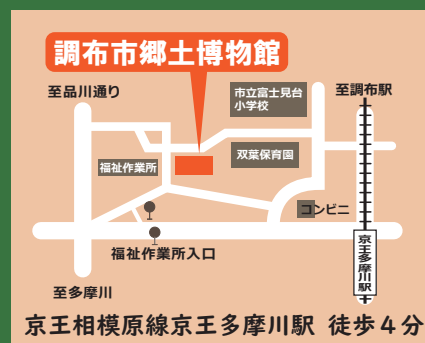 調布市郷土博物館
至品川通り
市立富士見台
小学校
至調布駅
双葉保育園
福祉作業所
コンビニ
福祉作業所入口
京王多摩川駅
至多摩川
京王相模原線京王多摩川駅 徒歩4分